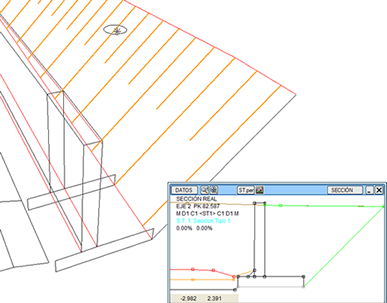 DATOS ST per SECCIÓN
SECCIÓN REAL
EJE 2 PK 82.587
M D1 C1 <ST1> C1 D1 M
S.T. 1 Sección Tipo 1
0.00% 0.00%
-2.982 2.391